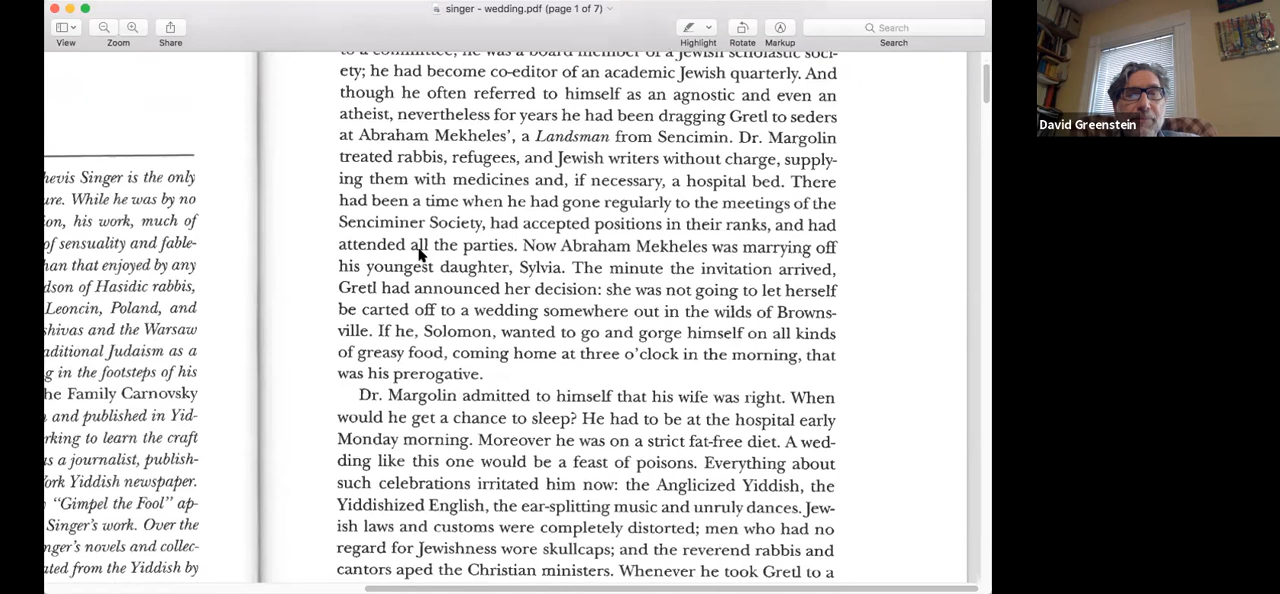 singer - wedding.pdf (page 1 of 7)
View
Zoom
Share
Highlight
Rotate
Markup
Search
Search
David Greenstein
hevis Singer is the only
ure. While he was by no
ion, his work, much of
of sensuality and fable-
han that enjoyed by any
dson of Hasidic rabbis,
Leoncin, Poland, and
shivas and the Warsaw
aditional Judaism as a
g in the footsteps of his
he Family Carnovsky
and published in Yid-
rking to learn the craft
as a journalist, publish-
York Yiddish newspaper.
"Gimpel the Fool" ap-
Singer's work. Over the
nger's novels and collec-
ated from the Yiddish by
to a committee, he was a board member of a Jewish scholastic soci-
ety; he had become co-editor of an academic Jewish quarterly. And
though he often referred to himself as an agnostic and even an
atheist, nevertheless for years he had been dragging Gretl to seders
at Abraham Mekheles', a Landsman from Sencimin. Dr. Margolin
treated rabbis, refugees, and Jewish writers without charge, supply-
ing them with medicines and, if necessary, a hospital bed. There
had been a time when he had gone regularly to the meetings of the
Senciminer Society, had accepted positions in their ranks, and had
attended all the parties. Now Abraham Mekheles was marrying off
his youngest daughter, Sylvia. The minute the invitation arrived,
Gretl had announced her decision: she was not going to let herself
be carted off to a wedding somewhere out in the wilds of Browns-
ville. If he, Solomon, wanted to go and gorge himself on all kinds
of greasy food, coming home at three o'clock in the morning, that
was his prerogative.
Dr. Margolin admitted to himself that his wife was right. When
would he get a chance to sleep? He had to be at the hospital early
Monday morning. Moreover he was on a strict fat-free diet. A wed-
ding like this one would be a feast of poisons. Everything about
such celebrations irritated him now: the Anglicized Yiddish, the
Yiddishized English, the ear-splitting music and unruly dances. Jew-
ish laws and customs were completely distorted; men who had no
regard for Jewishness wore skullcaps; and the reverend rabbis and
cantors aped the Christian ministers. Whenever he took Gretl to a